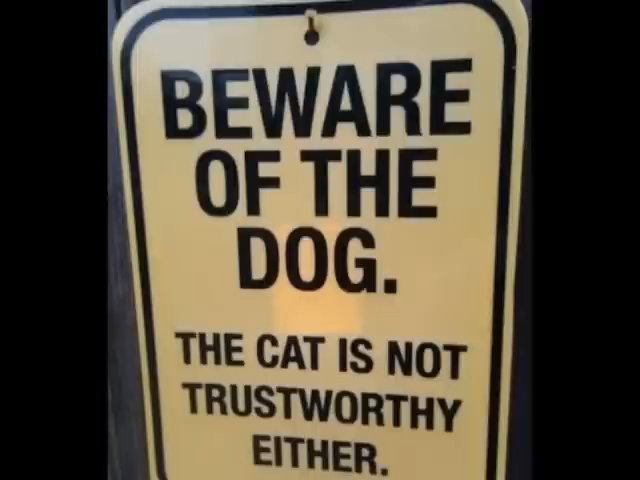 BEWARE
OF THE
DOG.
THE CAT IS NOT
TRUSTWORTHY
EITHER.